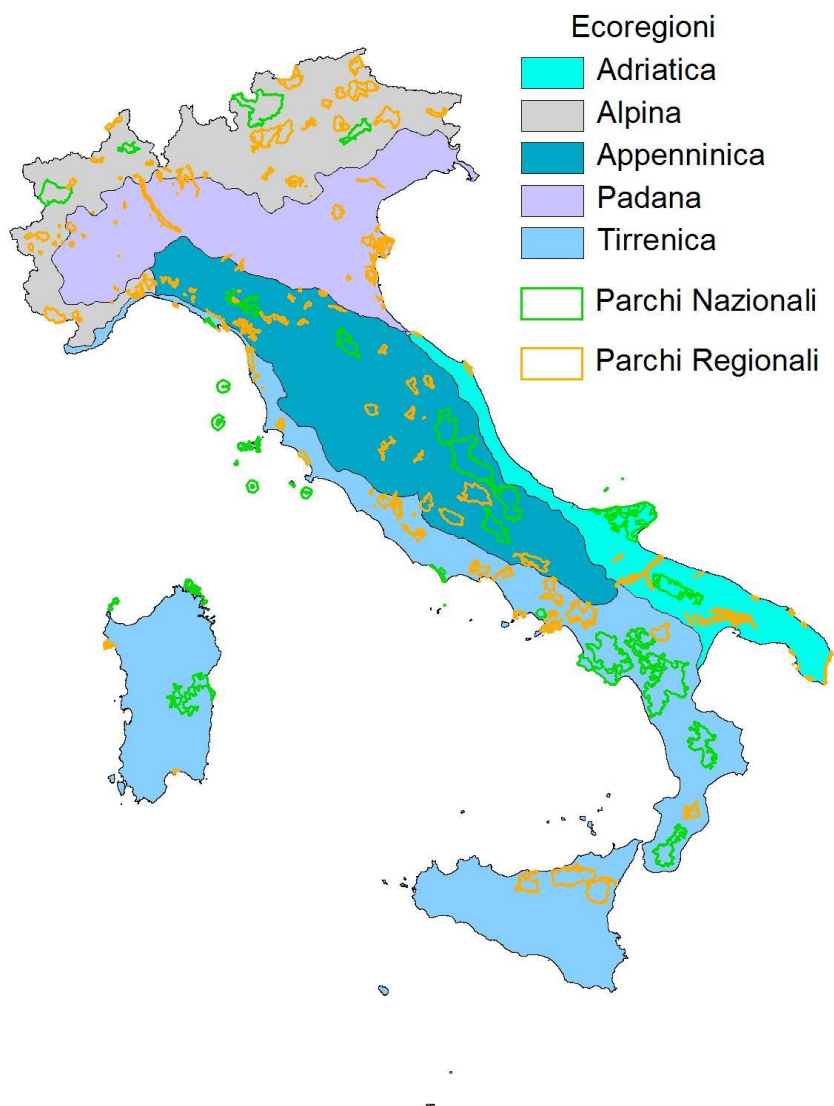 Ecoregioni
Adriatica
Alpina
Appenninica
Padana
Tirrenica
Parchi Nazionali
Parchi Regionali